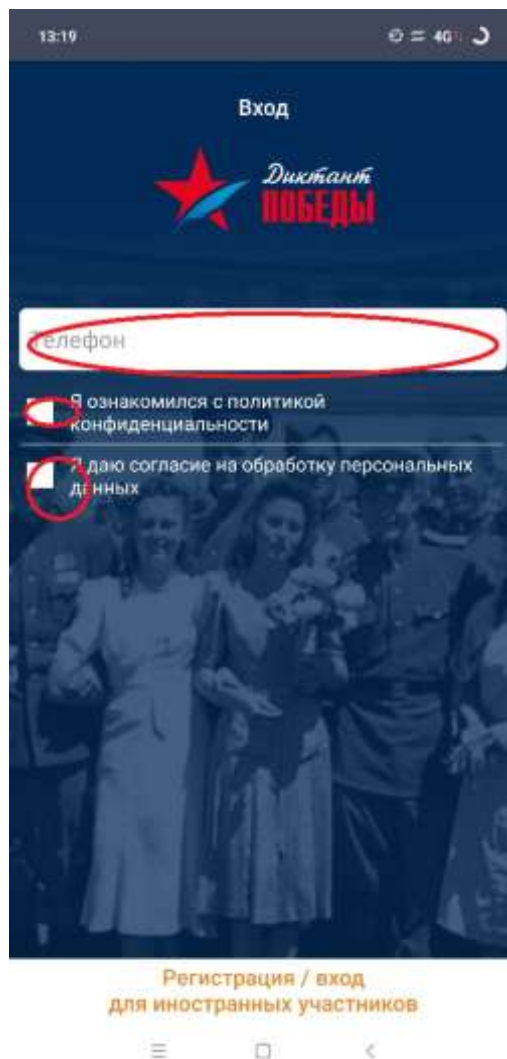 13:19
4G
Вход
Диктант
ПОБЕДЫ
Телефон
Я ознакомился с политикой
конфиденциальности
Я даю согласие на обработку персональных
данных
Регистрация / вход
для иностранных участников